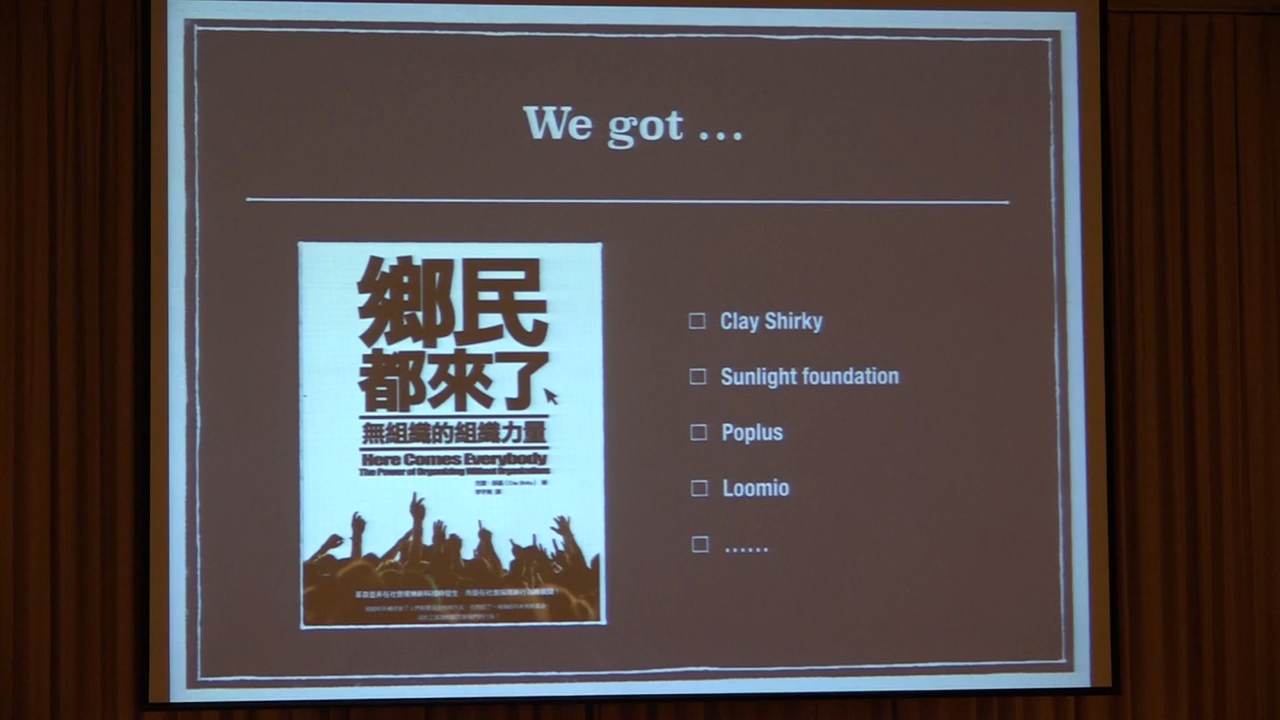 We got ...
鄉民
都來了
無組織的組織力量
Here Comes Everybody
The Power of Organizing Without Organizations
Clay Shirky
Sunlight foundation
Poplus
Loomio
......